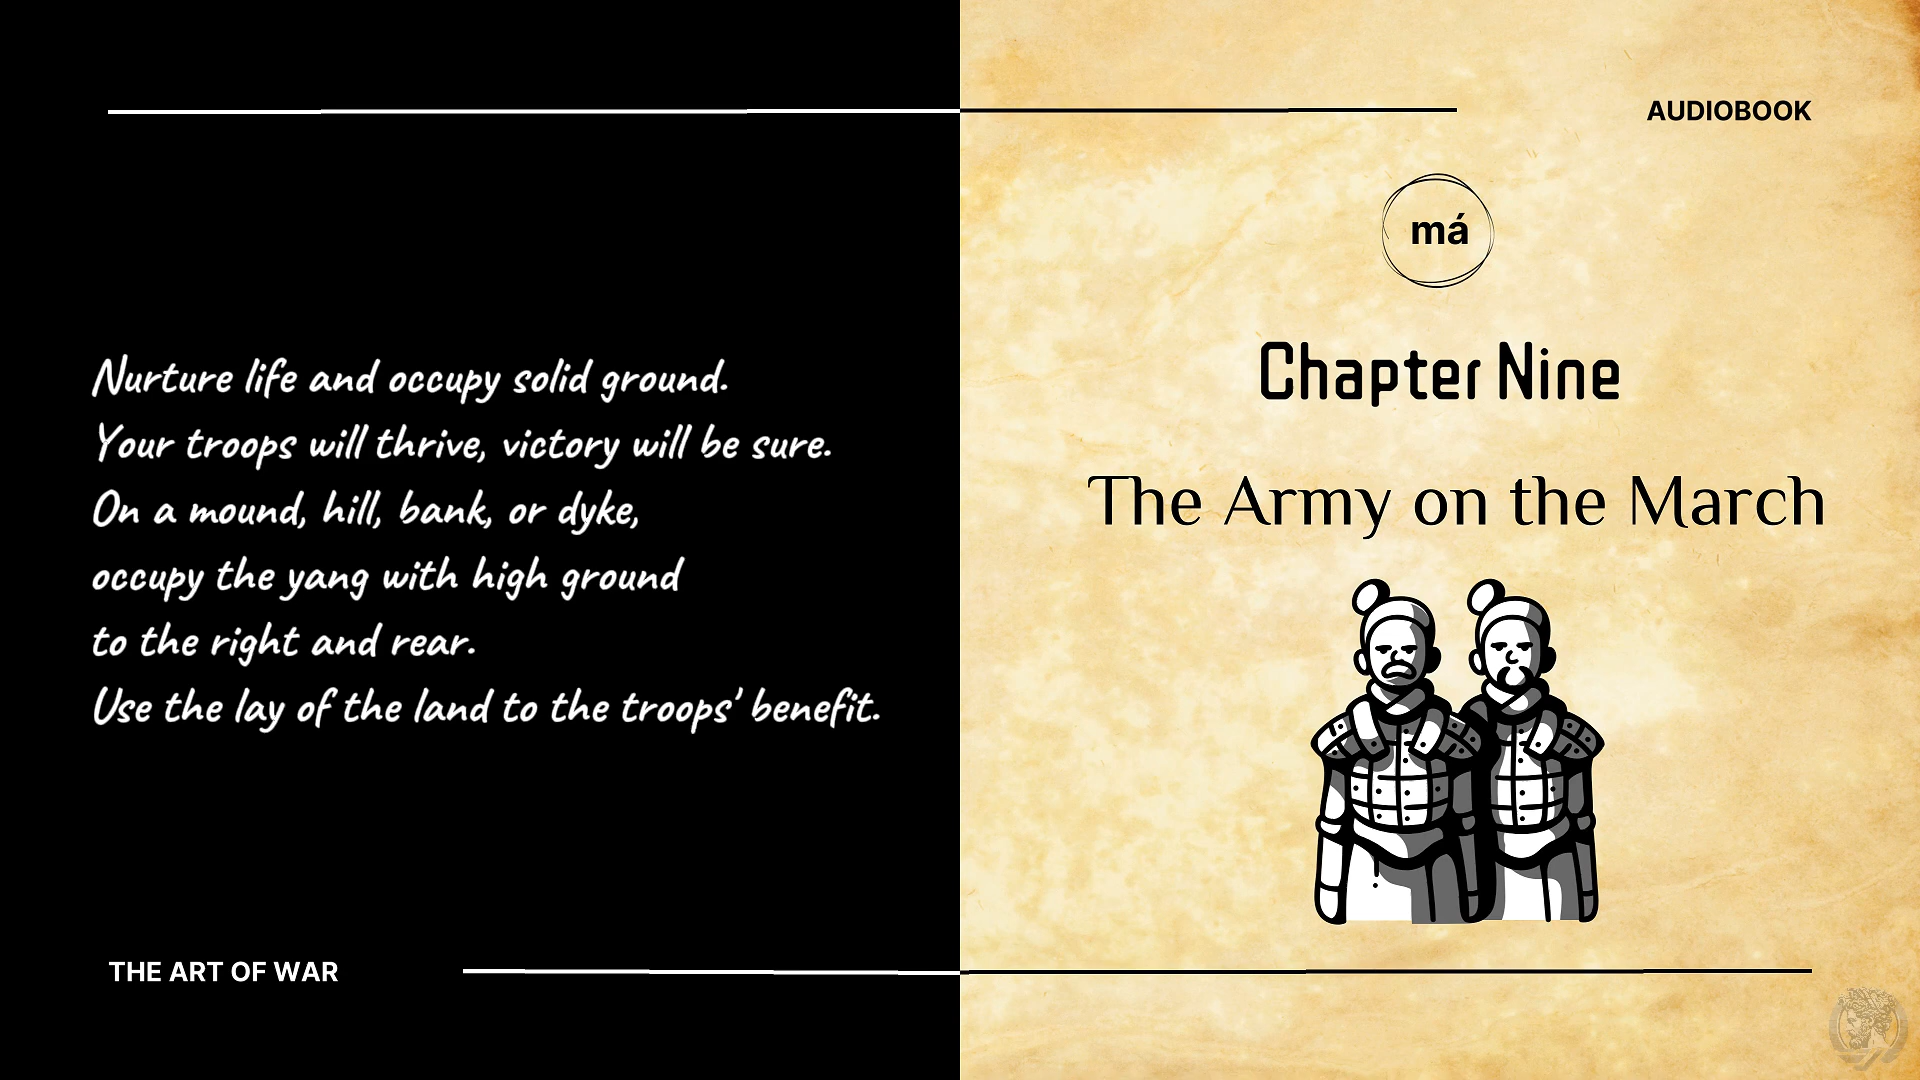 Nurture life and occupy solid ground.
Your troops will thrive, victory will be sure.
On a mound, hill, bank, or dyke,
occupy the yang with high ground
to the right and rear.
Use the lay of the land to the troops' benefit.
THE ART OF WAR
AUDIOBOOK
má
Chapter Nine
The Army on the March